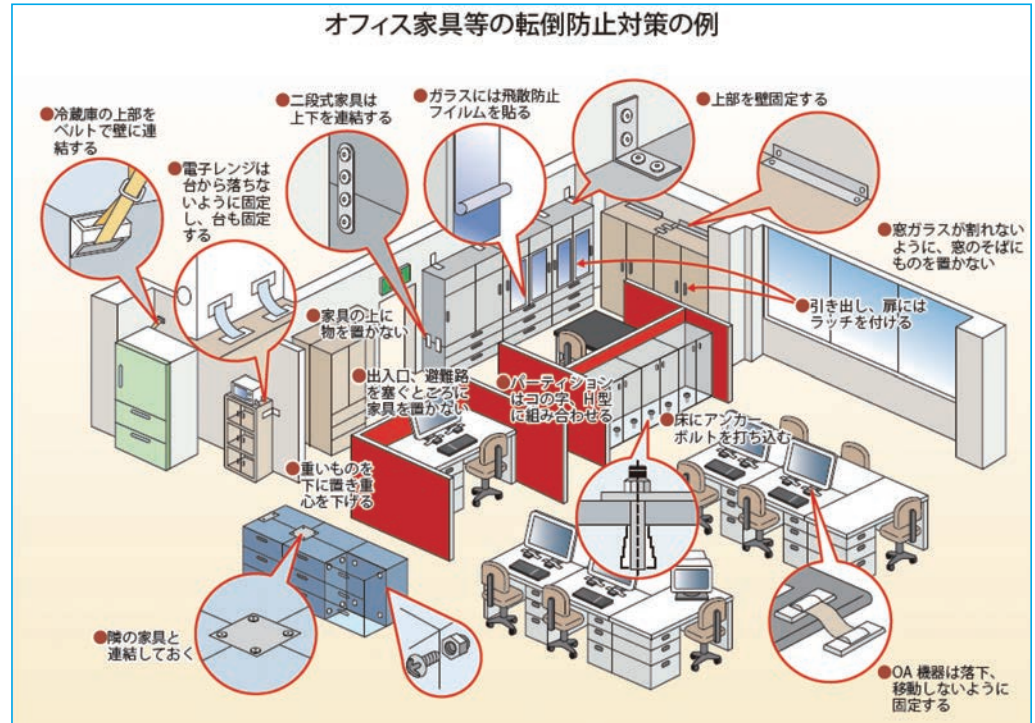 オフィス家具等の転倒防止対策の例
●冷蔵庫の上部を
ベルトで壁に連
結する
●電子レンジは
台から落ちな
いように固定
し、台も固定
する
●二段式家具は
上下を連結する
●ガラスには飛散防止
フイルムを貼る
●上部を壁固定する
●窓ガラスが割れない
ように、窓のそばに
ものを置かない
●引き出し、扉には
ラッチを付ける
●家具の上に
物を置かない
●出入口、避難路
を塞ぐところに
家具を置かない
●パーティション
はコの字、H型
に組み合わせる
●床にアンカー
ボルトを打ち込む
●重いものを
下に置き重
心を下げる
●隣の家具と
連結しておく
●OA 機器は落下、
移動しないように
固定する